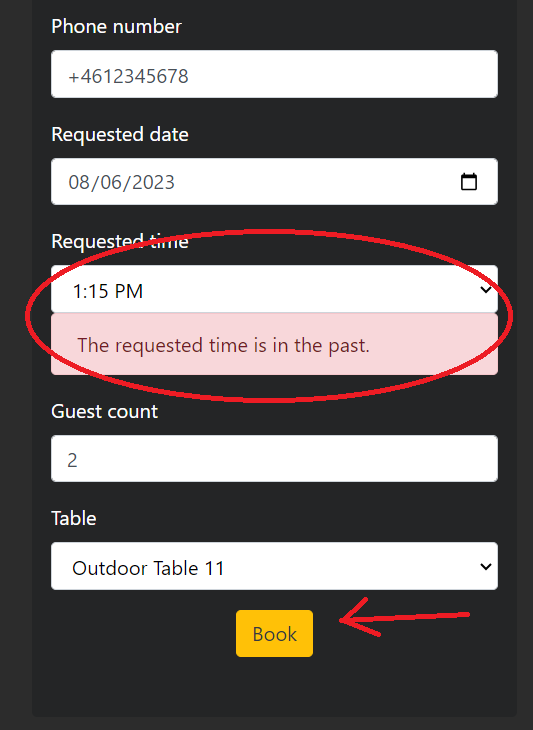 Phone number
+4612345678
Requested date
08/06/2023
Requested time
1:15 PM
The requested time is in the past.
Guest count
2
Table
Outdoor Table 11
Book